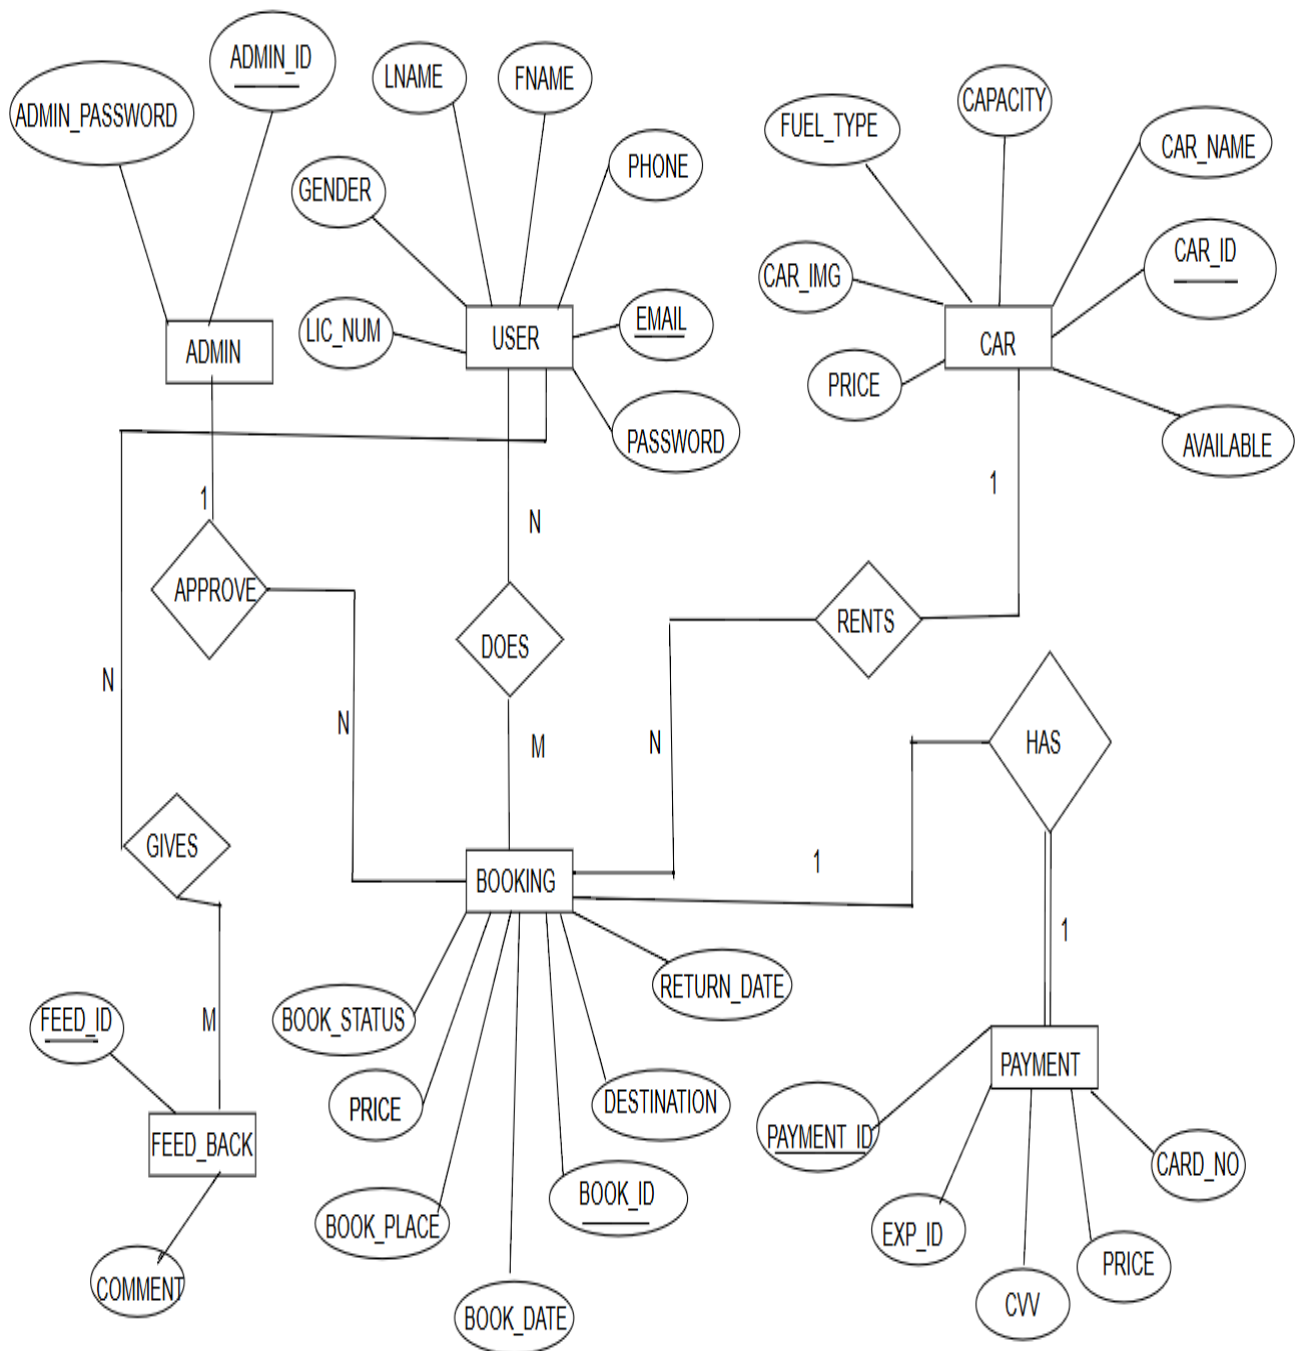 ADMIN_ID
ADMIN_PASSWORD
LNAME
FNAME
GENDER
PHONE
LIC_NUM
EMAIL
PASSWORD
ADMIN
USER
FUEL_TYPE
CAPACITY
CAR_NAME
CAR_IMG
CAR_ID
PRICE
CAR
AVAILABLE
1
N
1
APPROVE
DOES
RENTS
N
N
M
N
HAS
GIVES
1
BOOKING
1
M
FEED_ID
FEED_BACK
COMMENT
BOOK_STATUS
PRICE
BOOK_PLACE
BOOK_DATE
BOOK_ID
DESTINATION
RETURN_DATE
PAYMENT
PAYMENT_ID
EXP_ID
CVV
PRICE
CARD_NO